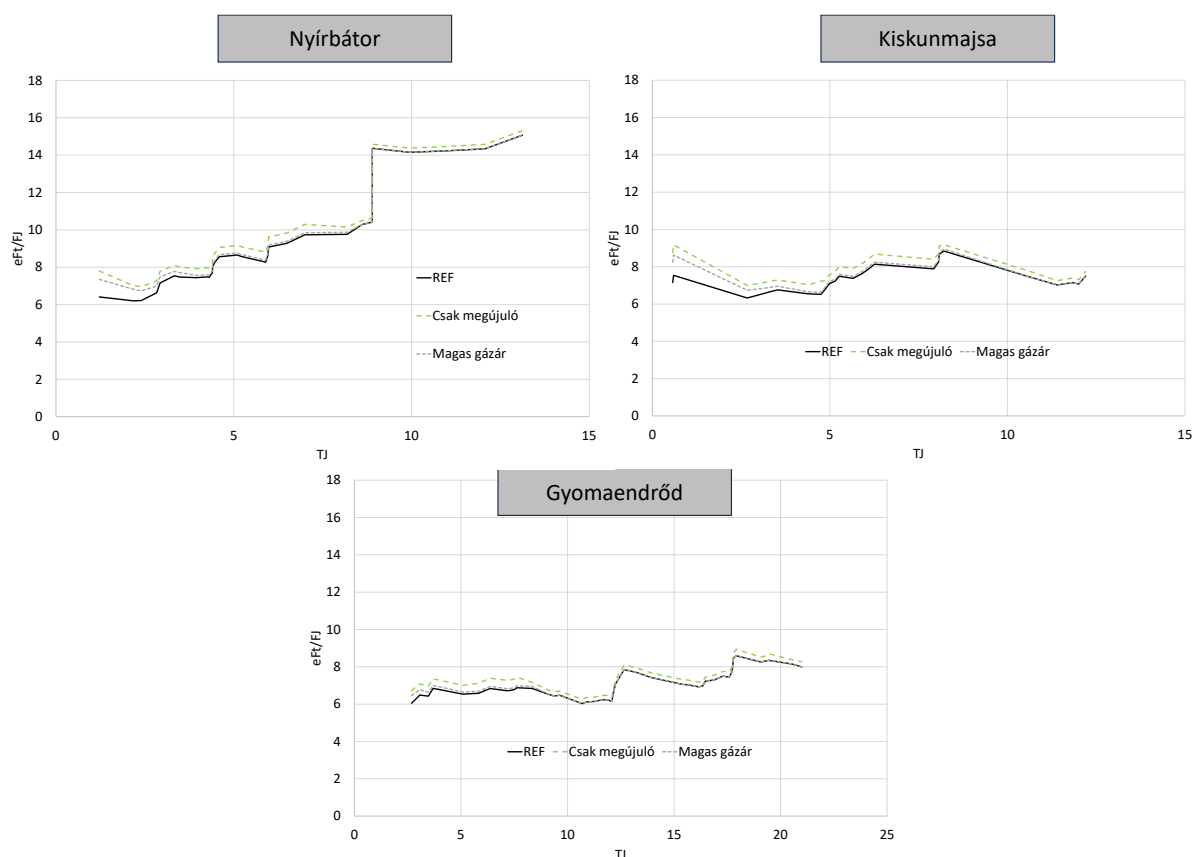 Nyírbátor
18
16
14
12
10
8
6
4
2
0
eFt/FJ
REF
Csak megújuló
Magas gázár
0 5 10 15
TJ
Kiskunmajsa
18
16
14
12
10
8
6
4
2
0
eFt/FJ
REF Csak megújuló Magas gázár
0 5 10 15
TJ
Gyomaendrőd
18
16
14
12
10
8
6
4
2
0
eFt/FJ
REF Csak megújuló Magas gázár
0 5 10 15 20 25
TJ